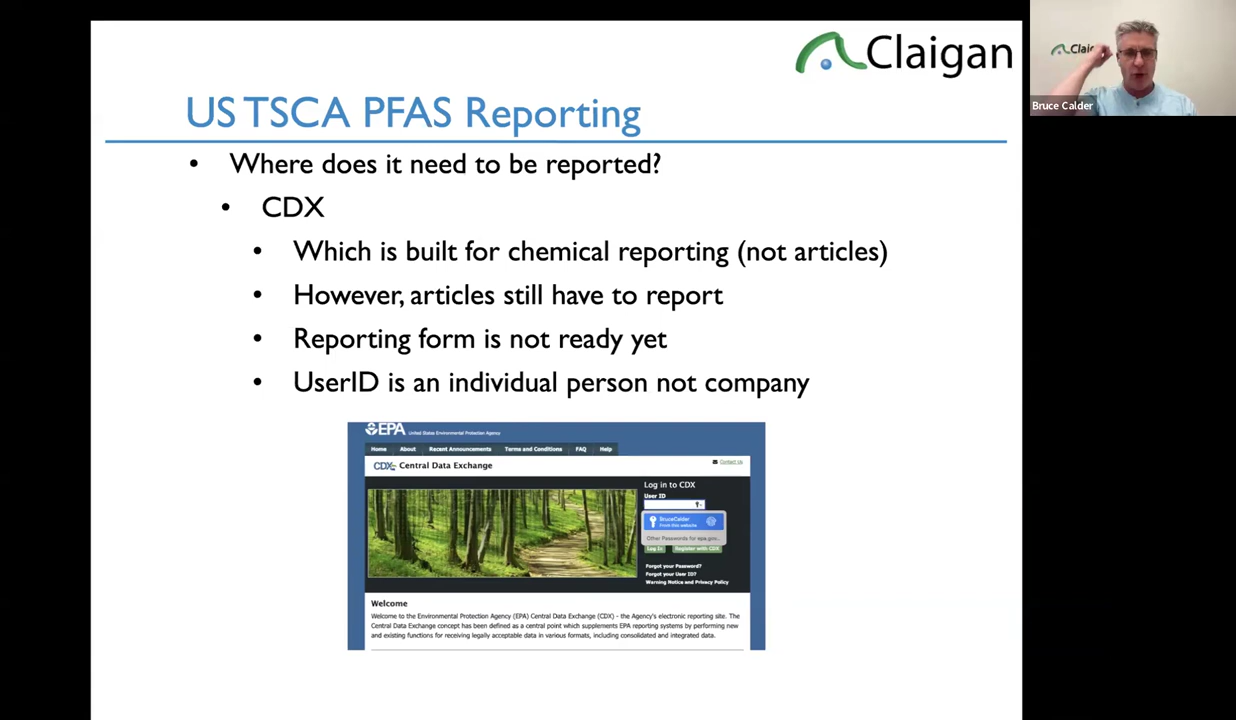 Claigan
Clai
Bruce Calder
US TSCA PFAS Reporting
• Where does it need to be reported?
• CDX
• Which is built for chemical reporting (not articles)
• However, articles still have to report
• Reporting form is not ready yet
• UserID is an individual person not company
EPA United States Environmental Protection Agency
Home About Recent Announcements Terms and Conditions FAQ Help
CDX Central Data Exchange
Contact Us
Log in to CDX
User ID
BruceCalder
From this website
Other Passwords for epa.gov...
Log In Register with CDX
Forgot your Password?
Forgot your User ID?
Warning Notice and Privacy Policy
Welcome
Welcome to the Environmental Protection Agency (EPA) Central Data Exchange (CDX) - the Agency's electronic reporting site. The
Central Data Exchange concept has been defined as a central point which supplements EPA reporting systems by performing new
and existing functions for receiving legally acceptable data in various formats, including consolidated and integrated data.